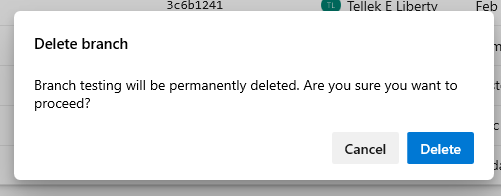 3c6b1241 TL Tellek E Liberty Feb
Delete branch
Branch testing will be permanently deleted. Are you sure you want to
proceed?
Cancel Delete